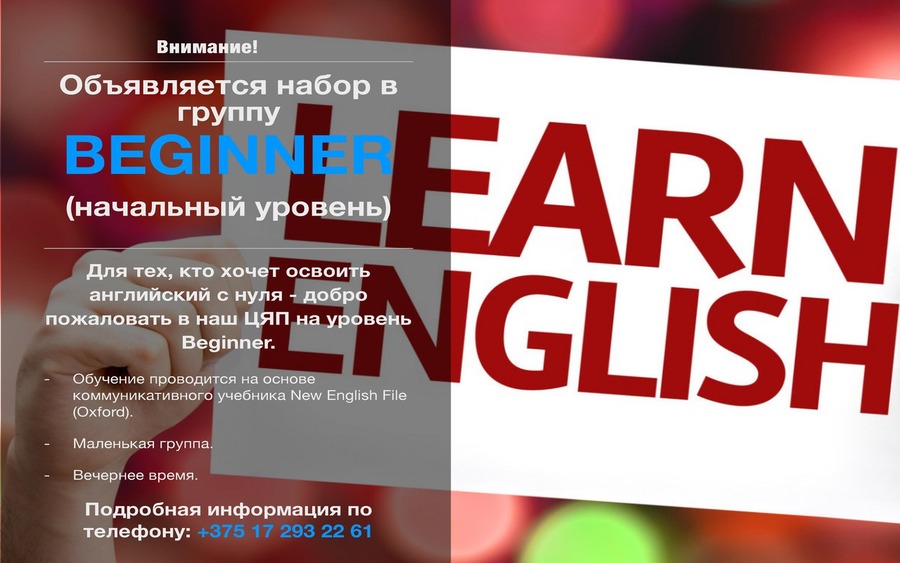 Внимание!
Объявляется набор в
группу
BEGINNER
(начальный уровень)
Для тех, кто хочет освоить
английский с нуля - добро
пожаловать в наш ЦЯП на уровень
Beginner.
- Обучение проводится на основе
коммуникативного учебника New English File
(Oxford).
- Маленькая группа.
- Вечернее время.
Подробная информация по
телефону: +375 17 293 22 61
LEARN
ENGLISH